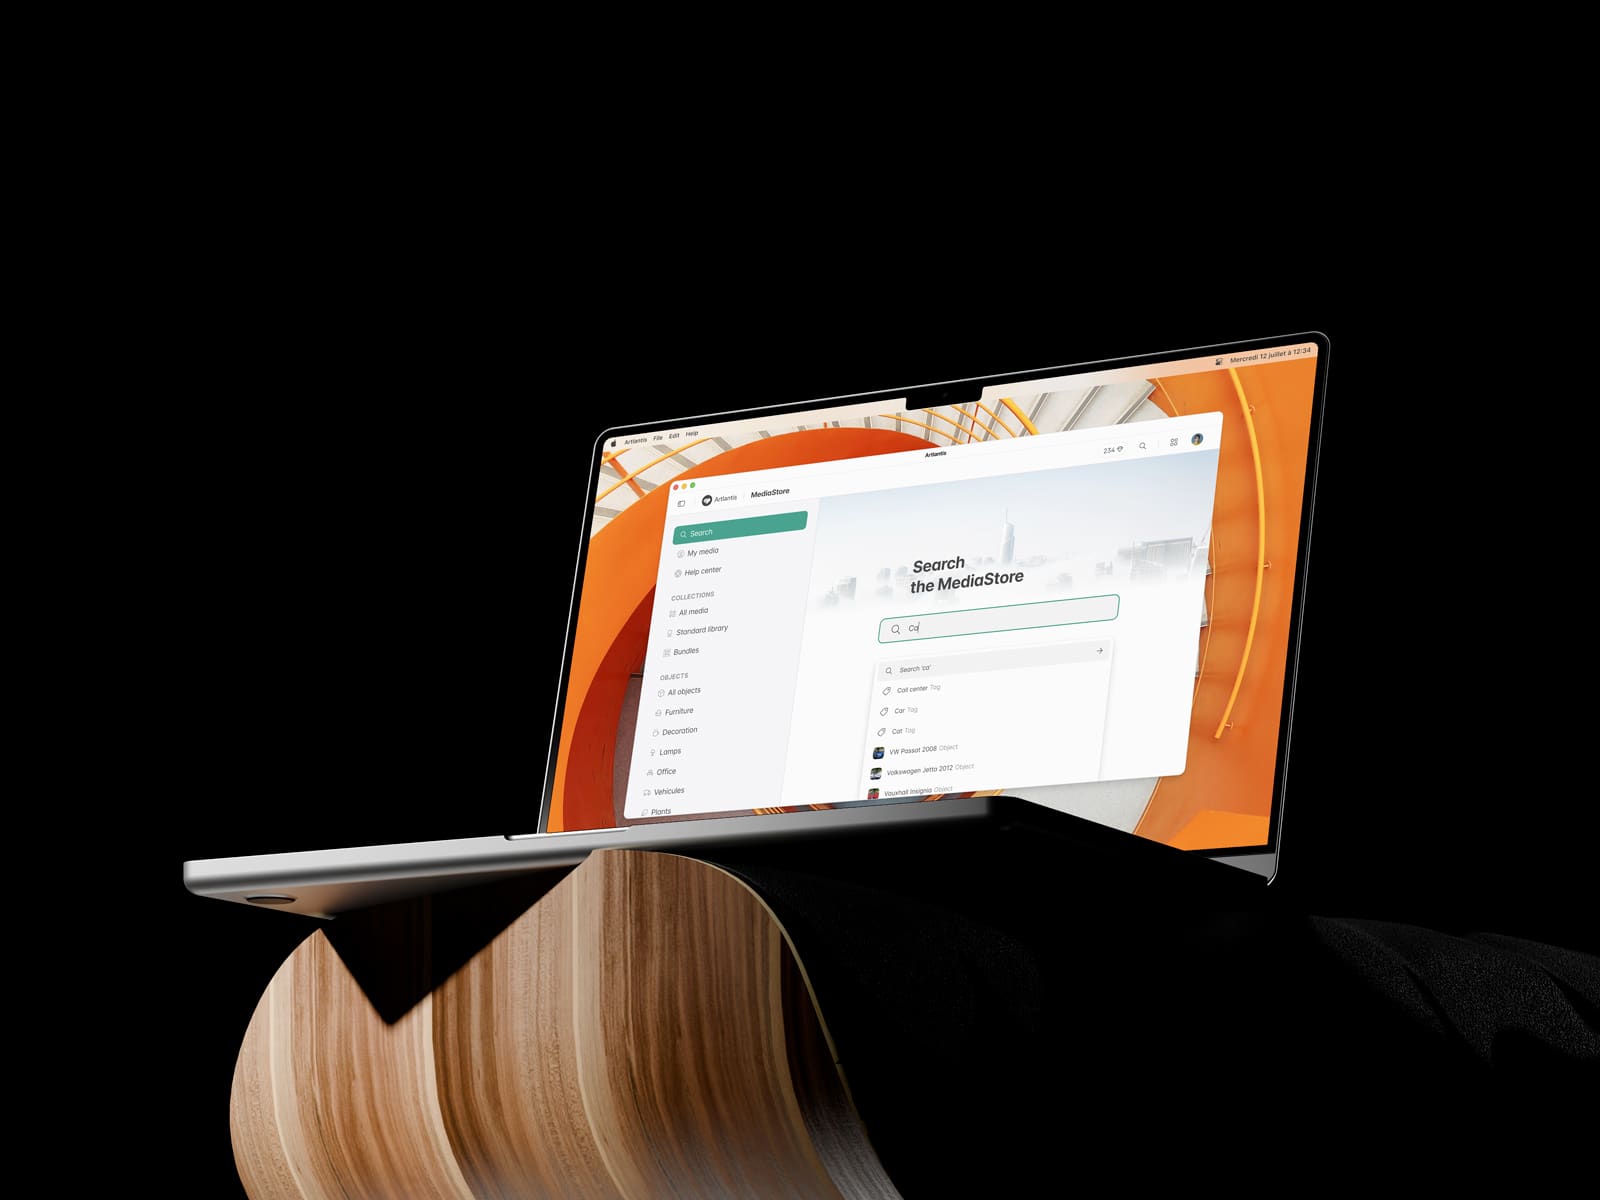 Artlantis File Edit Help
Mercredi 12 juillet à 12:34
Artlantis
Artlantis MediaStore
234
Search
My media
Help center
COLLECTIONS
All media
Standard library
Bundles
OBJECTS
All objects
Furniture
Decoration
Lamps
Office
Vehicules
Plants
Search
the MediaStore
Ca
Search 'ca'
Call center Tag
Car Tag
Cat Tag
VW Passat 2008 Object
Volkswagen Jetta 2012 Object
Vauxhall Insignia Object